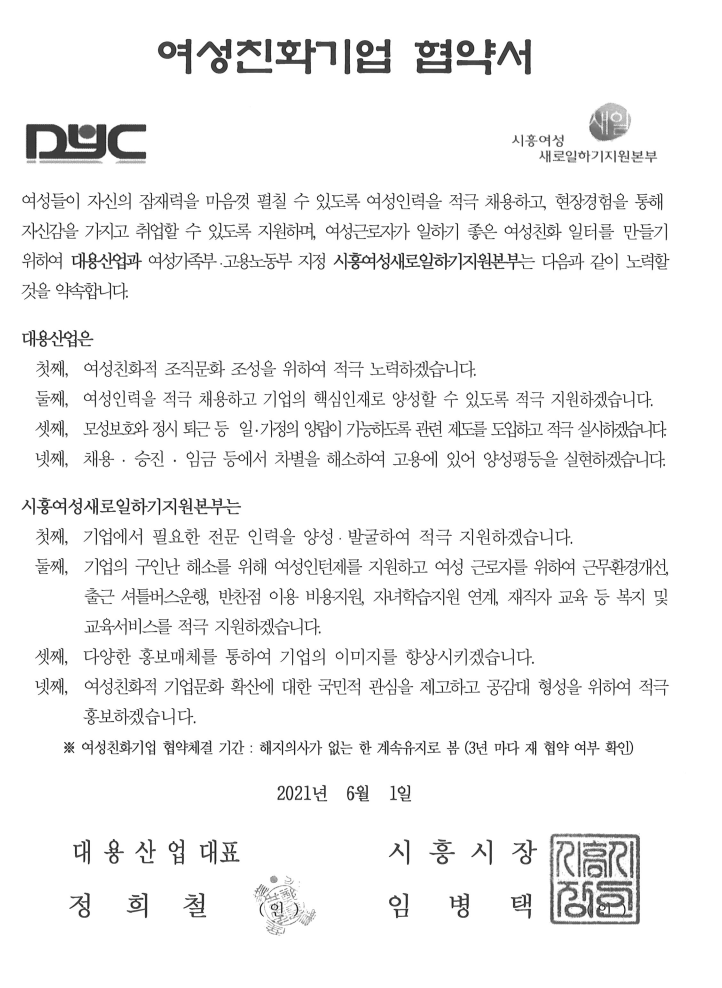 여성친화기업 협약서
DYC
새일
시흥여성
새로일하기지원본부
여성들이 자신의 잠재력을 마음껏 펼칠 수 있도록 여성인력을 적극 채용하고, 현장경험을 통해
자신감을 가지고 취업할 수 있도록 지원하며, 여성근로자가 일하기 좋은 여성친화 일터를 만들기
위하여 대용산업과 여성가족부·고용노동부 지정 시흥여성새로일하기지원본부는 다음과 같이 노력할
것을 약속합니다.
대용산업은
첫째, 여성친화적 조직문화 조성을 위하여 적극 노력하겠습니다.
둘째, 여성인력을 적극 채용하고 기업의 핵심인재로 양성할 수 있도록 적극 지원하겠습니다.
셋째, 모성보호와 정시 퇴근 등 일·가정의 양립이 가능하도록 관련 제도를 도입하고 적극 실시하겠습니다.
넷째, 채용 · 승진 · 임금 등에서 차별을 해소하여 고용에 있어 양성평등을 실현하겠습니다.
시흥여성새로일하기지원본부는
첫째, 기업에서 필요한 전문 인력을 양성·발굴하여 적극 지원하겠습니다.
둘째, 기업의 구인난 해소를 위해 여성인턴제를 지원하고 여성 근로자를 위하여 근무환경개선,
출근 셔틀버스운행, 반찬점 이용 비용지원, 자녀학습지원 연계, 재직자 교육 등 복지 및
교육서비스를 적극 지원하겠습니다.
셋째, 다양한 홍보매체를 통하여 기업의 이미지를 향상시키겠습니다.
넷째, 여성친화적 기업문화 확산에 대한 국민적 관심을 제고하고 공감대 형성을 위하여 적극
홍보하겠습니다.
※ 여성친화기업 협약체결 기간 : 해지의사가 없는 한 계속유지로 봄 (3년 마다 재 협약 여부 확인)
2021년 6월 1일
대용산업대표 시흥시장
정희철 (인) 임병택 (인)